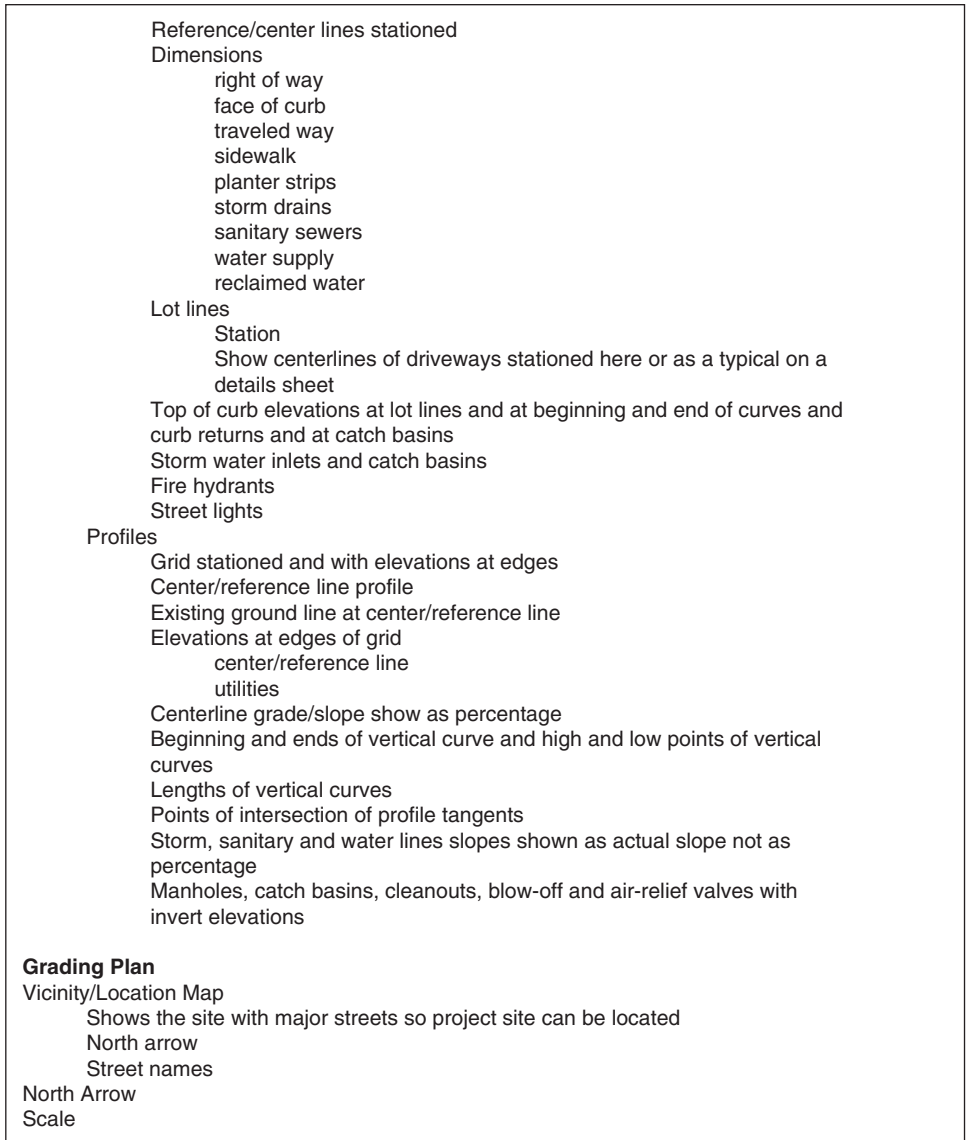 Reference/center lines stationed
Dimensions
right of way
face of curb
traveled way
sidewalk
planter strips
storm drains
sanitary sewers
water supply
reclaimed water
Lot lines
Station
Show centerlines of driveways stationed here or as a typical on a
details sheet
Top of curb elevations at lot lines and at beginning and end of curves and
curb returns and at catch basins
Storm water inlets and catch basins
Fire hydrants
Street lights
Profiles
Grid stationed and with elevations at edges
Center/reference line profile
Existing ground line at center/reference line
Elevations at edges of grid
center/reference line
utilities
Centerline grade/slope show as percentage
Beginning and ends of vertical curve and high and low points of vertical
curves
Lengths of vertical curves
Points of intersection of profile tangents
Storm, sanitary and water lines slopes shown as actual slope not as
percentage
Manholes, catch basins, cleanouts, blow-off and air-relief valves with
invert elevations
Grading Plan
Vicinity/Location Map
Shows the site with major streets so project site can be located
North arrow
Street names
North Arrow
Scale